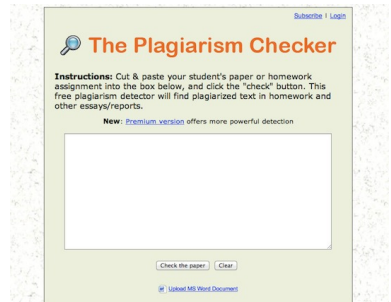 Subscribe | Login
The Plagiarism Checker
Instructions: Cut & paste your student's paper or homework
assignment into the box below, and click the "check" button. This
free plagiarism detector will find plagiarized text in homework and
other essays/reports.
New: Premium version offers more powerful detection
Check the paper Clear
Upload MS Word Document